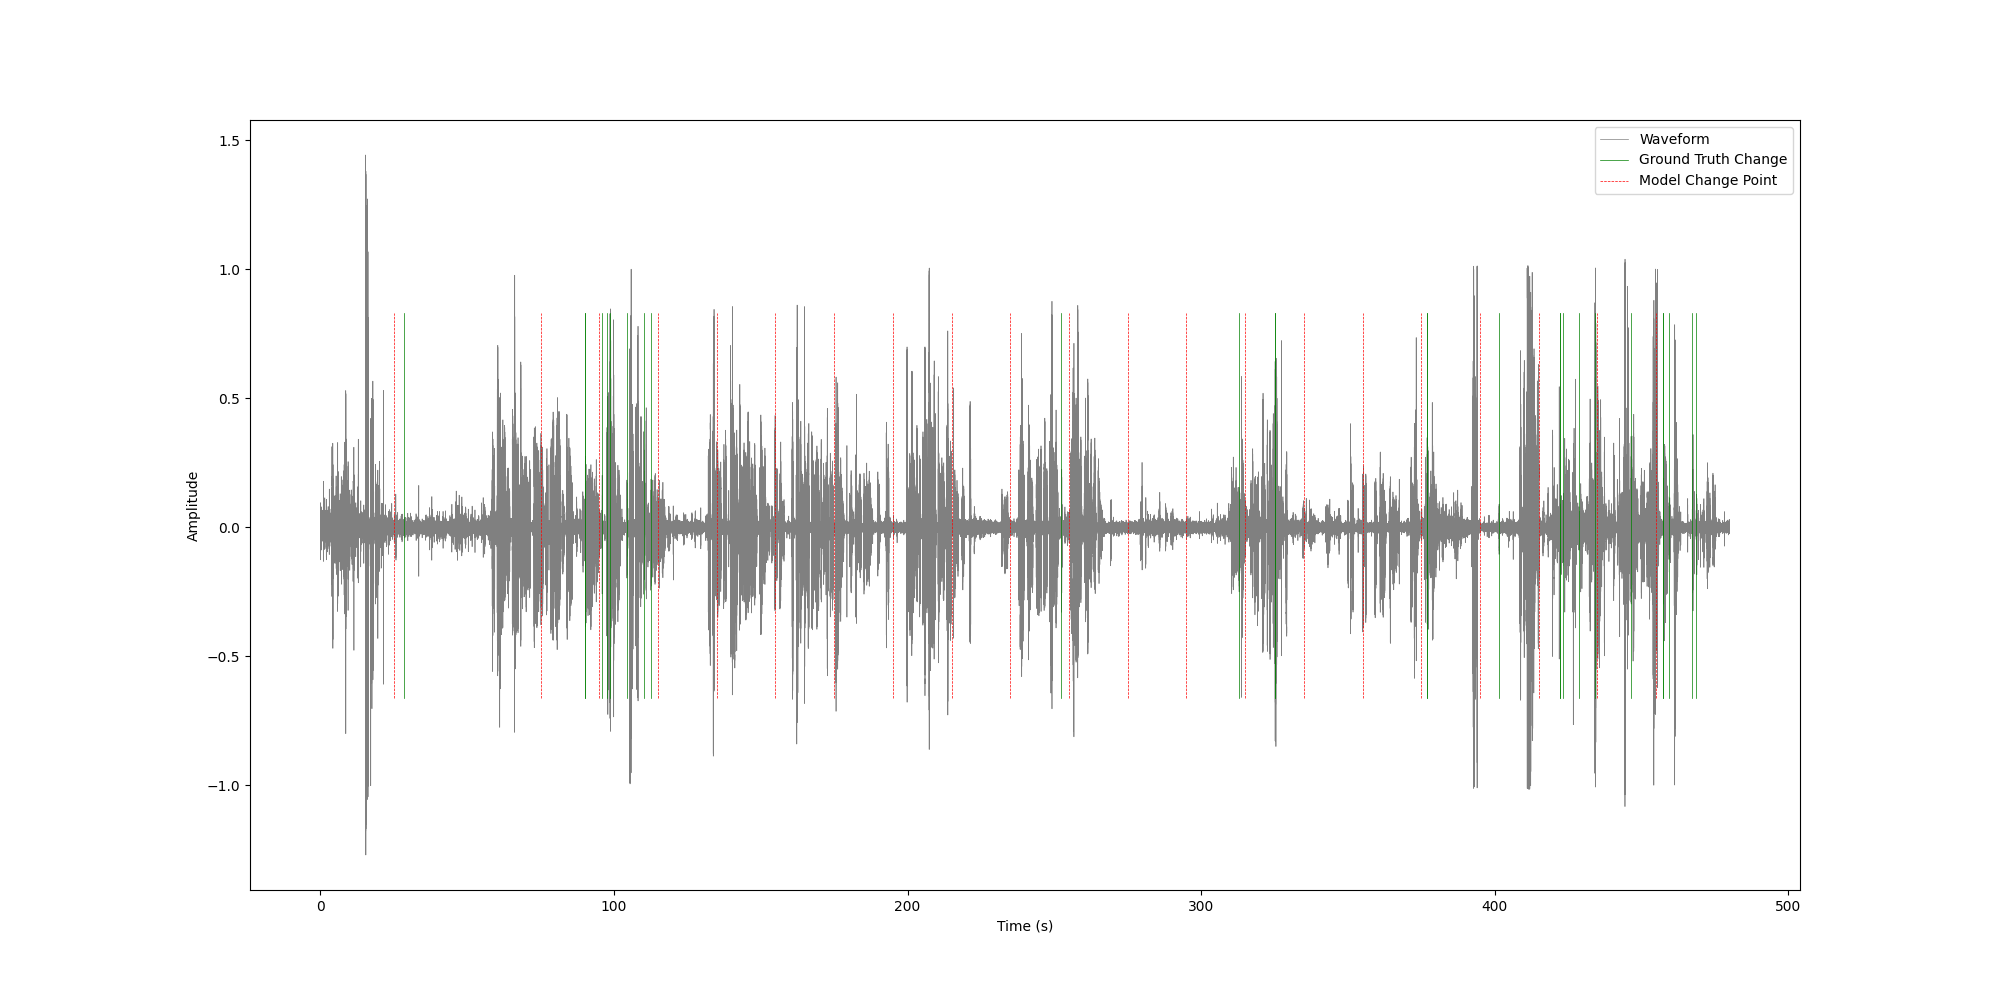 Waveform
Ground Truth Change
Model Change Point
1.5
1.0
0.5
0.0
−0.5
−1.0
Amplitude
0 100 200 300 400 500
Time (s)